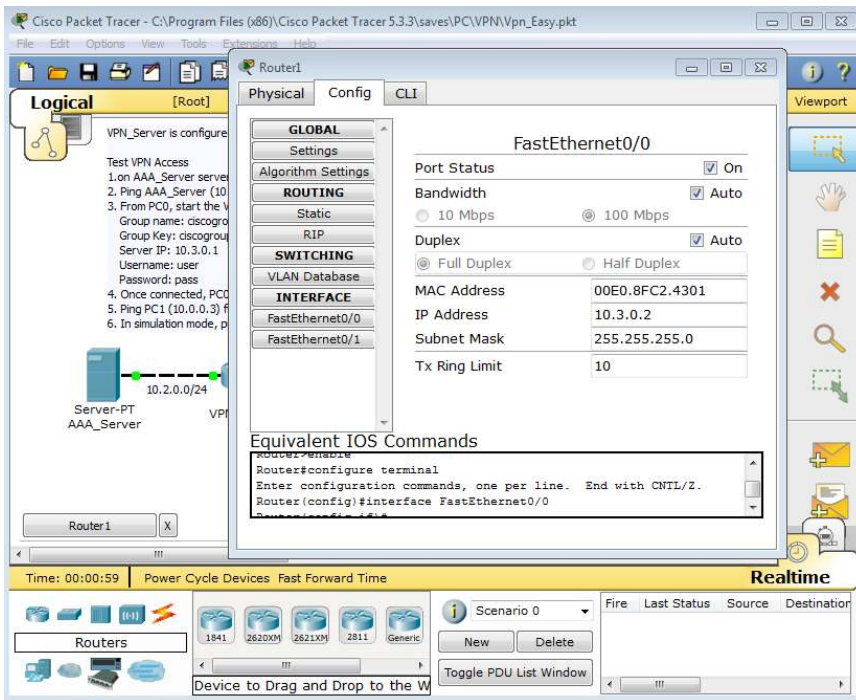 Cisco Packet Tracer - C:\Program Files (x86)\Cisco Packet Tracer 5.3.3\saves\PC\VPN\Vpn_Easy.pkt
File Edit Options View Tools Extensions Help
Logical
[Root]
Viewport
VPN_Server is configure
Test VPN Access
1.on AAA_Server serve
2. Ping AAA_Server (10
3. From PC0, start the V
Group name: ciscogro
Group Key: ciscogrou
Server IP: 10.3.0.1
Username: user
Password: pass
4. Once connected, PC0
5. Ping PC1 (10.0.0.3) f
6. In simulation mode, p
10.2.0.0/24
Server-PT
AAA_Server
VPN
Router1
X
Router1
Physical Config CLI
GLOBAL
Settings
Algorithm Settings
ROUTING
Static
RIP
SWITCHING
VLAN Database
INTERFACE
FastEthernet0/0
FastEthernet0/1
FastEthernet0/0
Port Status On
Bandwidth Auto
10 Mbps 100 Mbps
Duplex Auto
Full Duplex Half Duplex
MAC Address 00E0.8FC2.4301
IP Address 10.3.0.2
Subnet Mask 255.255.255.0
Tx Ring Limit 10
Equivalent IOS Commands
Router>enable
Router#configure terminal
Enter configuration commands, one per line. End with CNTL/Z.
Router(config)#interface FastEthernet0/0
Router(config-if)#
Time: 00:00:59 Power Cycle Devices Fast Forward Time
Realtime
Routers
1841 2620XM 2621XM 2811 Generic
Device to Drag and Drop to the W
Scenario 0
New Delete
Toggle PDU List Window
Fire Last Status Source Destination